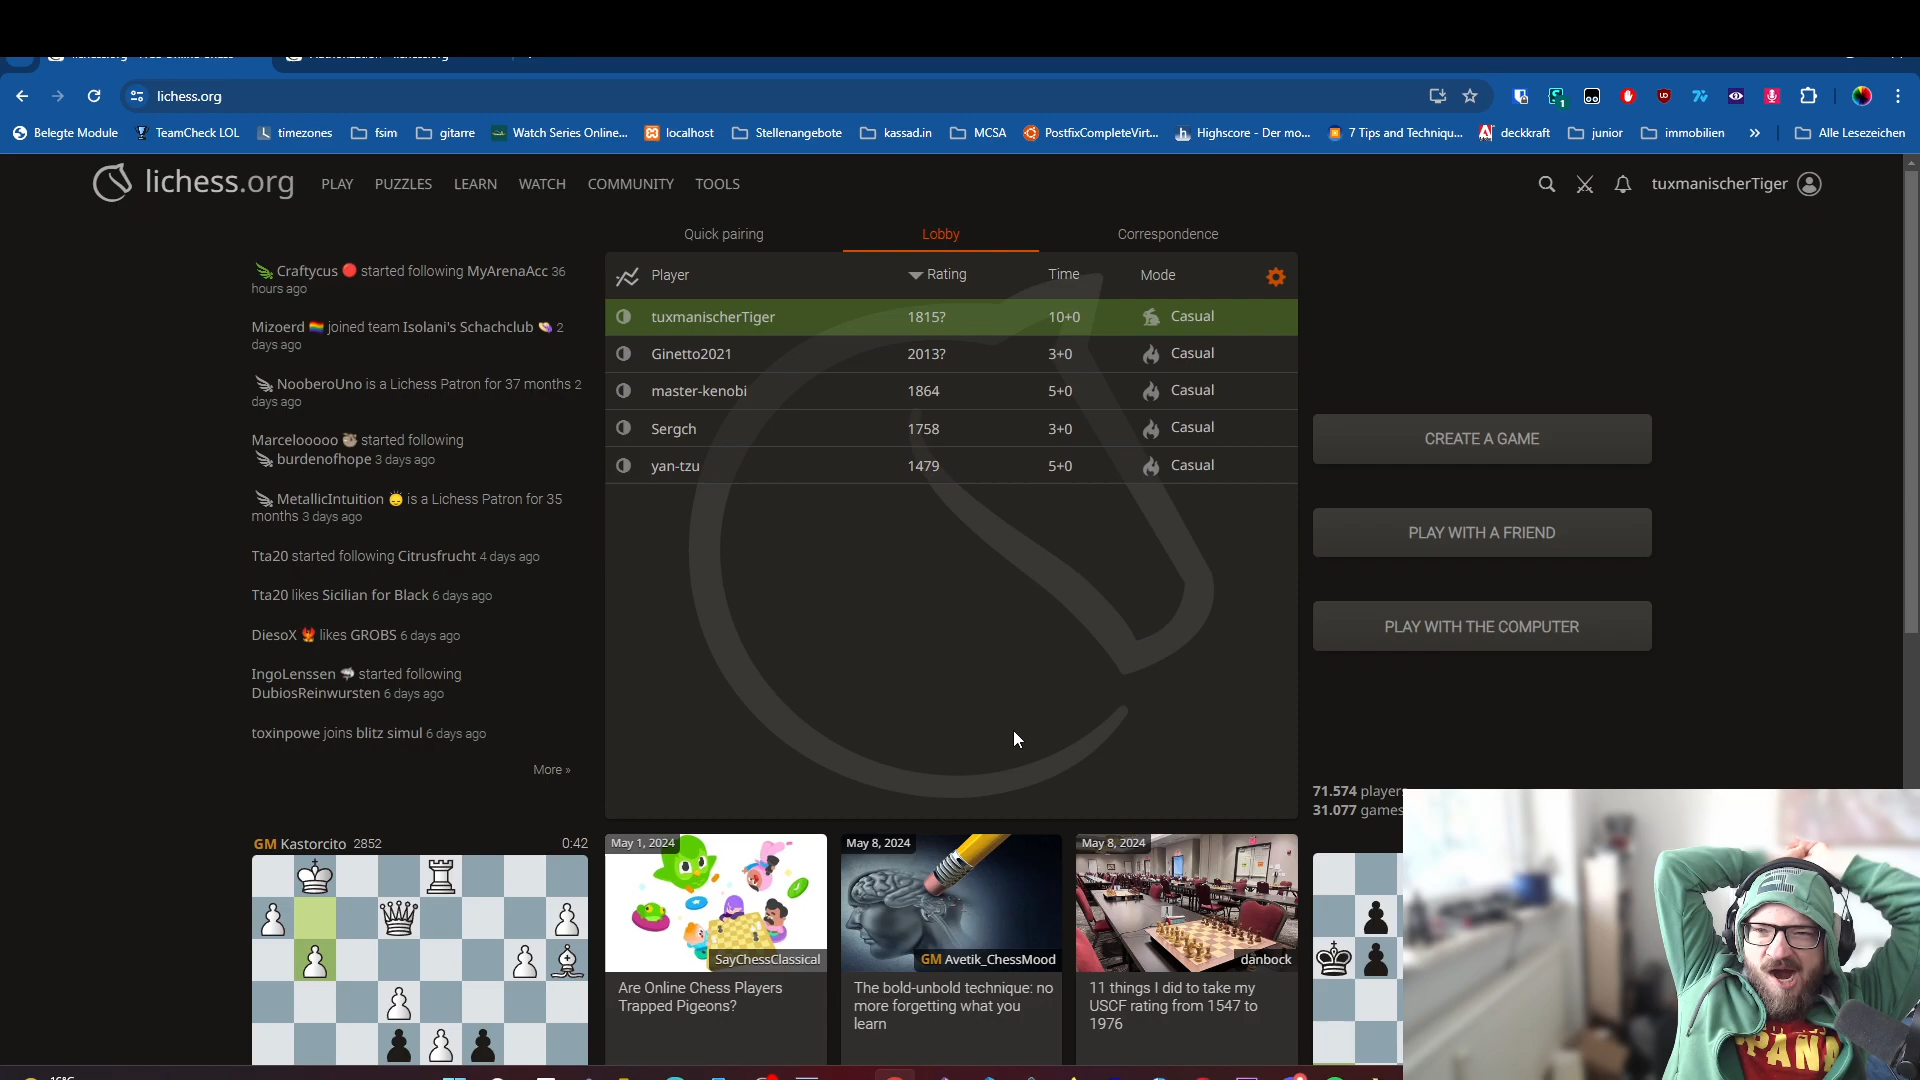 lichess.org
Belegte Module
TeamCheck LOL
timezones
fsim
gitarre
Watch Series Online...
localhost
Stellenangebote
kassad.in
MCSA
PostfixCompleteVirt...
Highscore - Der mo...
7 Tips and Techniqu...
deckkraft
junior
immobilien
»
Alle Lesezeichen
lichess.org
PLAY
PUZZLES
LEARN
WATCH
COMMUNITY
TOOLS
tuxmanischerTiger
Quick pairing
Lobby
Correspondence
Craftycus started following MyArenaAcc 36
hours ago
Mizoerd joined team Isolani's Schachclub 2
days ago
NooberoUno is a Lichess Patron for 37 months 2
days ago
Marcelooooo started following
burdenofhope 3 days ago
MetallicIntuition is a Lichess Patron for 35
months 3 days ago
Tta20 started following Citrusfrucht 4 days ago
Tta20 likes Sicilian for Black 6 days ago
DiesoX likes GROBS 6 days ago
IngoLenssen started following
DubiosReinwursten 6 days ago
toxinpowe joins blitz simul 6 days ago
More »
Player Rating Time Mode
tuxmanischerTiger 1815? 10+0 Casual
Ginetto2021 2013? 3+0 Casual
master-kenobi 1864 5+0 Casual
Sergch 1758 3+0 Casual
yan-tzu 1479 5+0 Casual
CREATE A GAME
PLAY WITH A FRIEND
PLAY WITH THE COMPUTER
71.574 players
31.077 games
GM Kastorcito 2852 0:42
May 1, 2024
SayChessClassical
Are Online Chess Players
Trapped Pigeons?
May 8, 2024
GM Avetik_ChessMood
The bold-unbold technique: no
more forgetting what you
learn
May 8, 2024
danbock
11 things I did to take my
USCF rating from 1547 to
1976